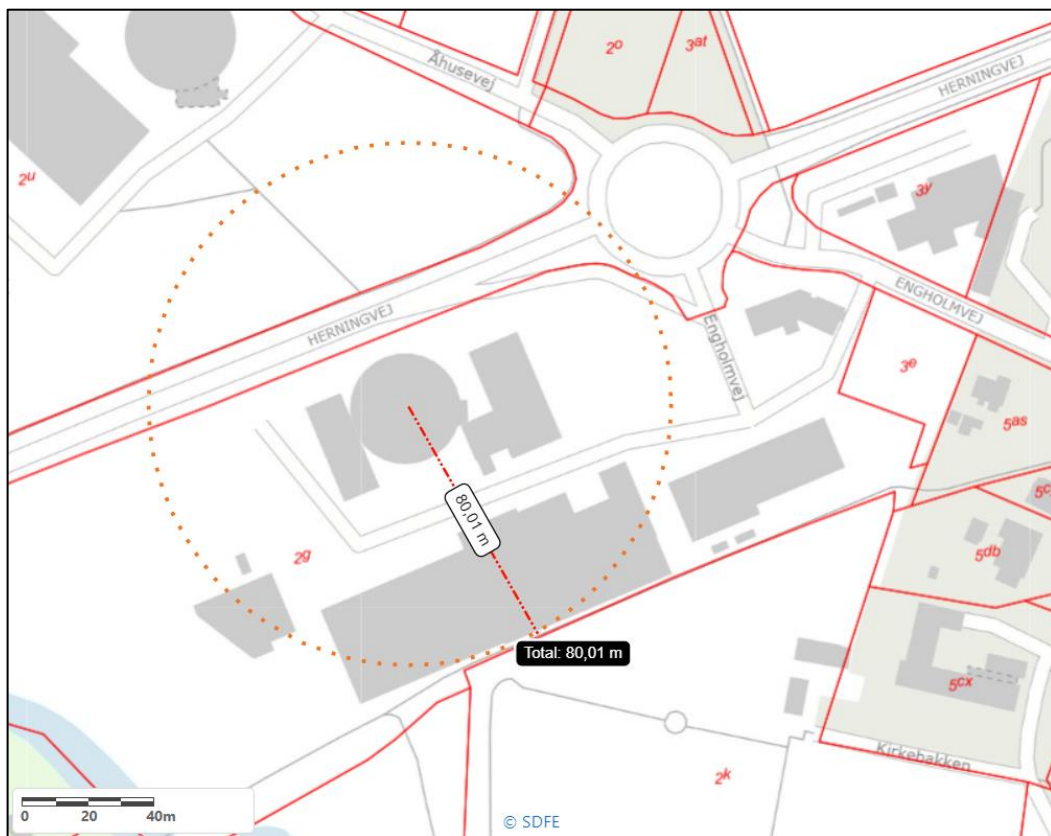 2o
3at
HERNINGVEJ
Åhusevej
2u
3y
ENGHOLMVEJ
HERNINGVEJ
Engholmvej
3e
5as
80,01 m
5c
5db
2g
Total: 80,01 m
5cx
Kirkebakken
2k
0 20 40m
© SDFE